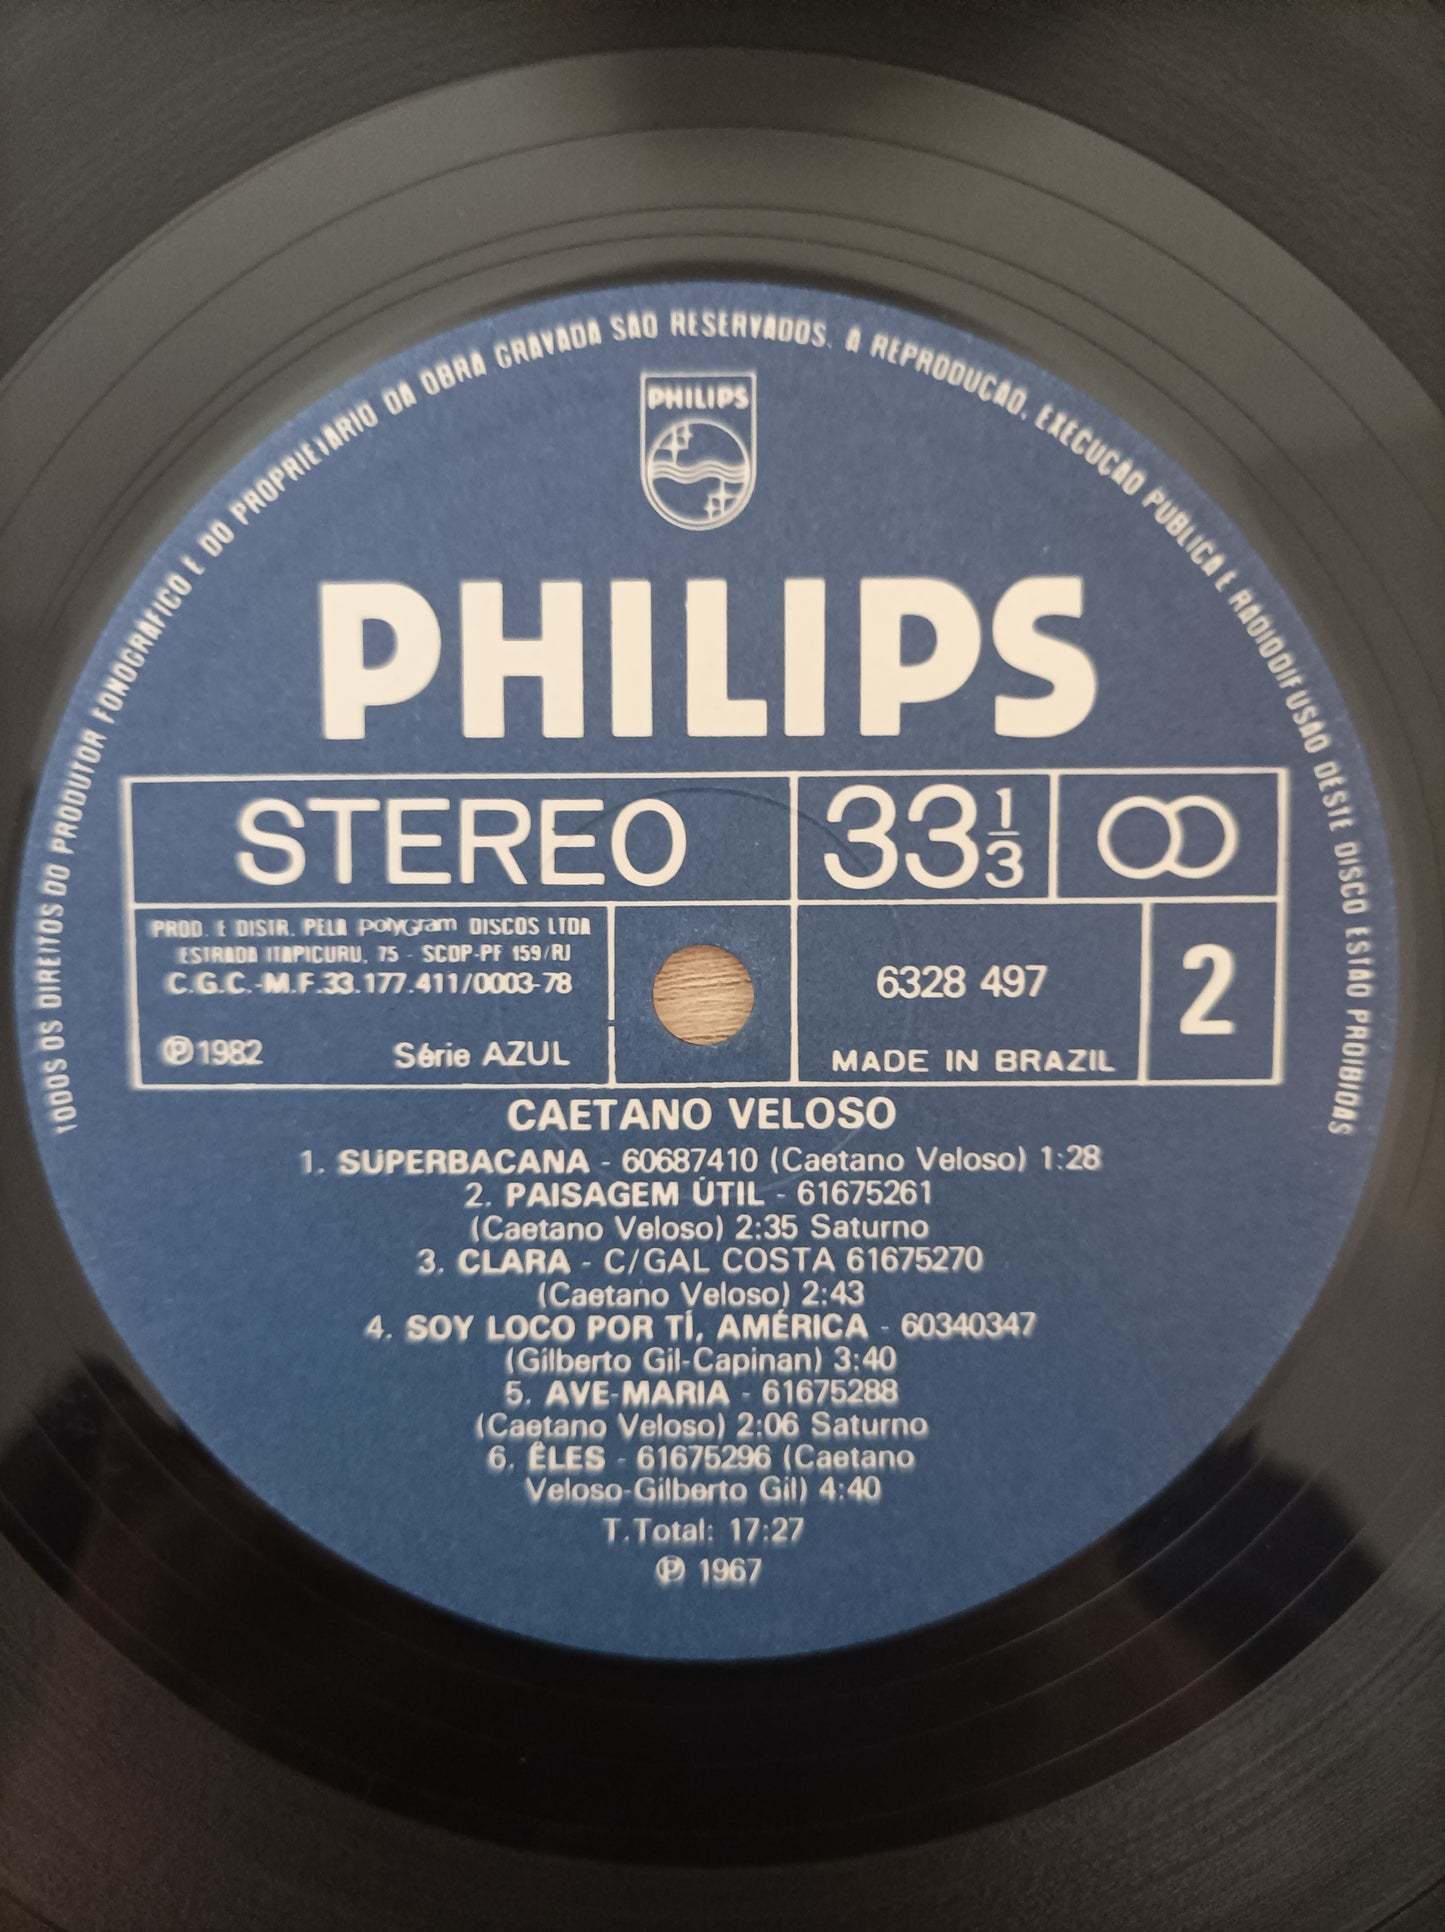 TODOS OS DIREITOS DO PRODUTOR FONOGRÁFICO E DO PROPRIETÁRIO DA OBRA GRAVADA SÃO RESERVADOS. A REPRODUÇÃO, EXECUÇÃO PÚBLICA E RADIODIFUSÃO DESTE DISCO ESTÃO PROIBIDAS
PHILIPS
PHILIPS
STEREO 33 1/3
PROD. E DISTR. PELA polyGram DISCOS LTDA
ESTRADA ITAPICURU, 75 - SCDP-PF 159/RJ
C.G.C.-M.F.33.177.411/0003-78
℗1982 Série AZUL
6328 497
MADE IN BRAZIL
2
CAETANO VELOSO
1. SUPERBACANA - 60687410 (Caetano Veloso) 1:28
2. PAISAGEM ÚTIL - 61675261
(Caetano Veloso) 2:35 Saturno
3. CLARA - C/GAL COSTA 61675270
(Caetano Veloso) 2:43
4. SOY LOCO POR TÍ, AMÉRICA - 60340347
(Gilberto Gil-Capinan) 3:40
5. AVE-MARIA - 61675288
(Caetano Veloso) 2:06 Saturno
6. ÊLES - 61675296 (Caetano
Veloso-Gilberto Gil) 4:40
T.Total: 17:27
℗ 1967